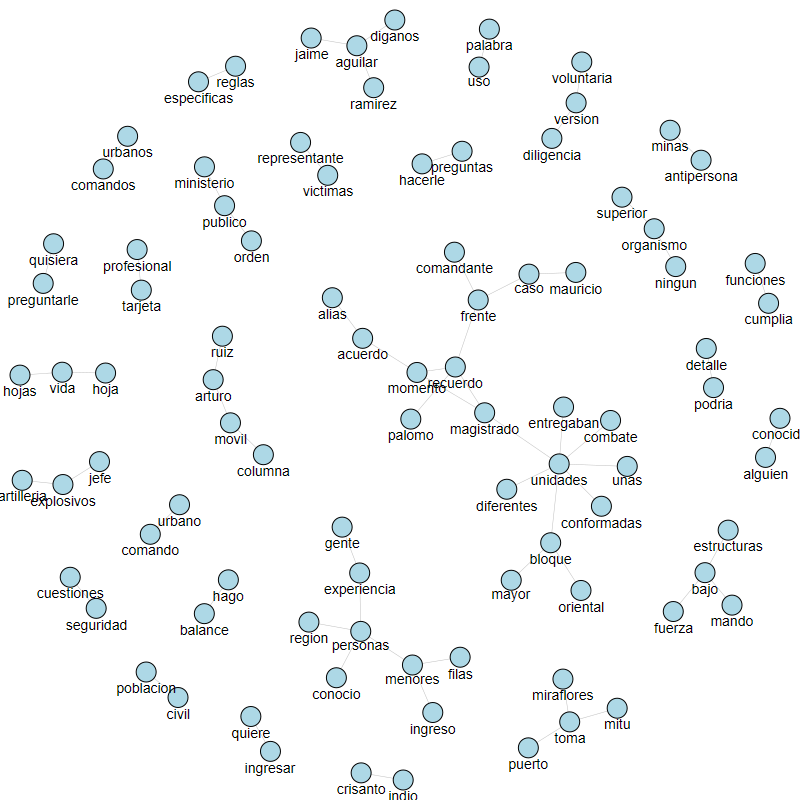 diganos
jaime
aguilar
ramirez
palabra
uso
voluntaria
version
diligencia
reglas
especificas
urbanos
comandos
ministerio
publico
orden
representante
victimas
preguntas
hacerle
minas
antipersona
superior
organismo
ningun
quisiera
preguntarle
profesional
tarjeta
comandante
caso
mauricio
frente
funciones
cumplia
alias
acuerdo
momento
recuerdo
palomo
magistrado
ruiz
arturo
movil
columna
hojas
vida
hoja
detalle
podria
entregaban
combate
unidades
unas
diferentes
conformadas
conocid
alguien
jefe
artilleria
explosivos
urbano
comando
bloque
mayor
oriental
gente
experiencia
region
personas
conocio
menores
filas
ingreso
estructuras
bajo
fuerza
mando
cuestiones
seguridad
hago
balance
poblacion
civil
quiere
ingresar
miraflores
toma
mitu
puerto
crisanto
indio